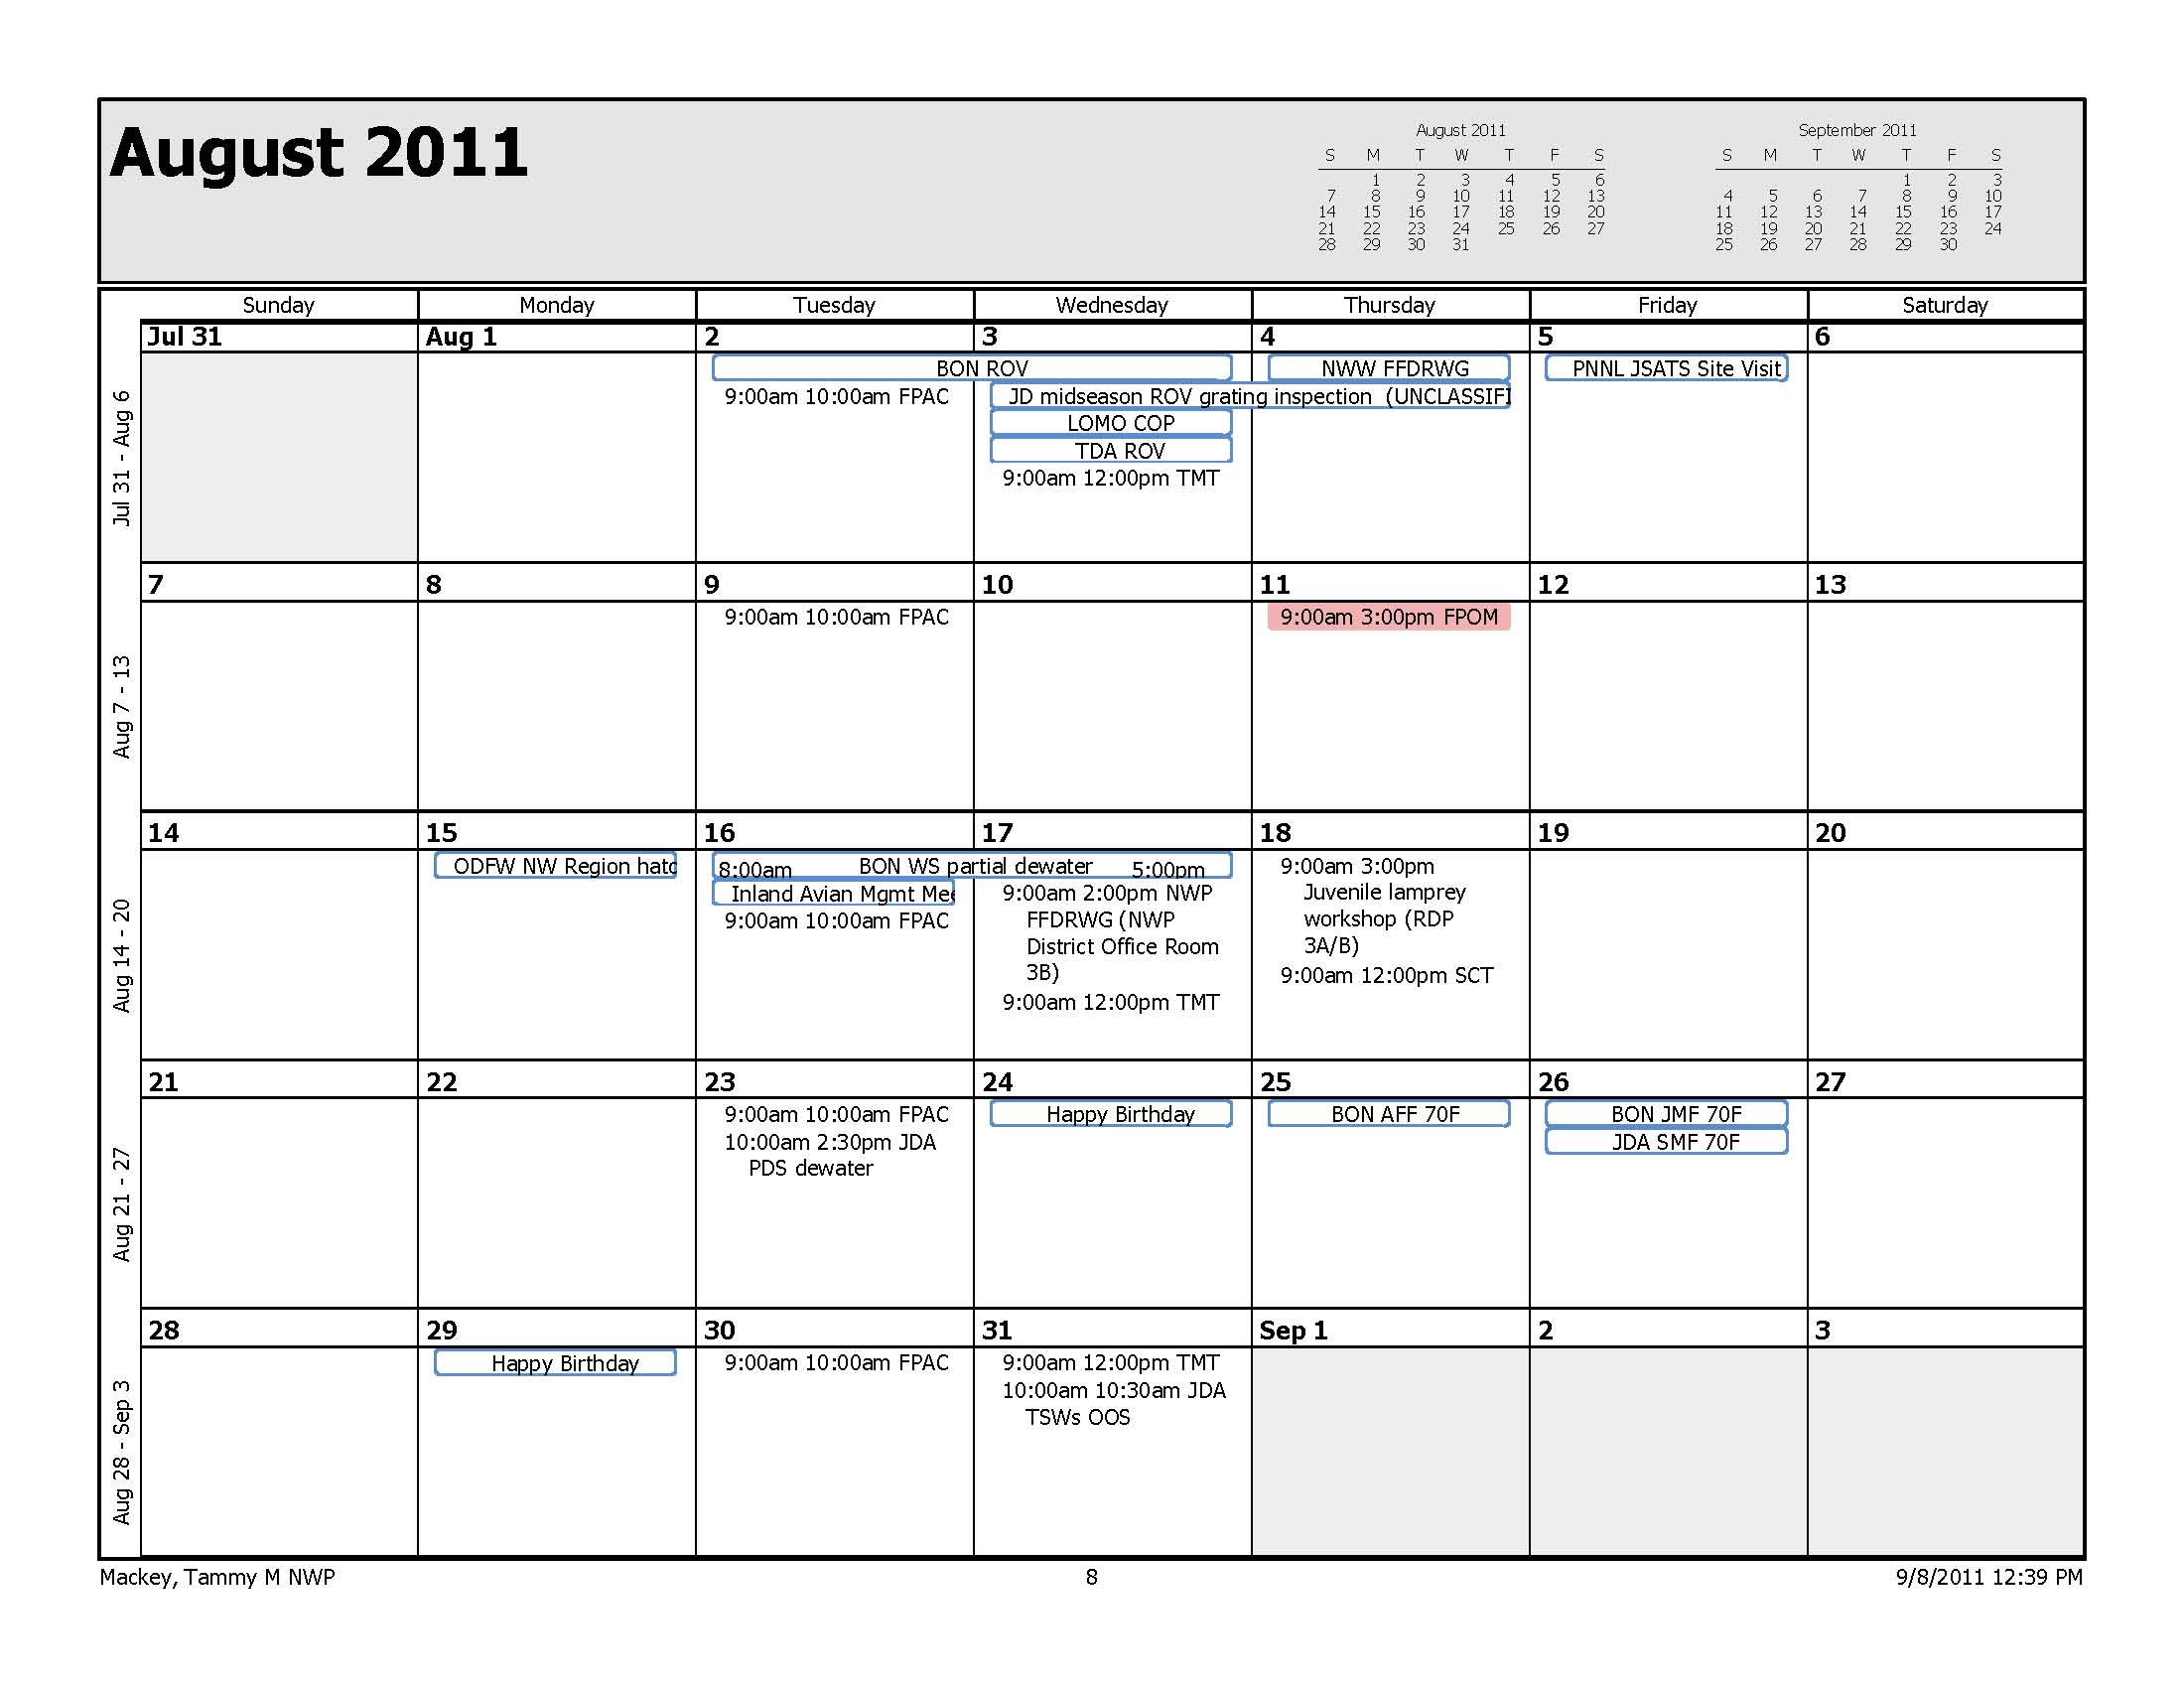 August 2011
August 2011
S M T W T F S
1 2 3 4 5 6
7 8 9 10 11 12 13
14 15 16 17 18 19 20
21 22 23 24 25 26 27
28 29 30 31
September 2011
S M T W T F S
1 2 3
4 5 6 7 8 9 10
11 12 13 14 15 16 17
18 19 20 21 22 23 24
25 26 27 28 29 30
Sunday Monday Tuesday Wednesday Thursday Friday Saturday
Jul 31 - Aug 6
Jul 31 Aug 1 2 3 4 5 6
BON ROV
9:00am 10:00am FPAC
JD midseason ROV grating inspection (UNCLASSIFI
LOMO COP
TDA ROV
9:00am 12:00pm TMT
NWW FFDRWG
PNNL JSATS Site Visit
Aug 7 - 13
7 8 9 10 11 12 13
9:00am 10:00am FPAC
9:00am 3:00pm FPOM
Aug 14 - 20
14 15 16 17 18 19 20
ODFW NW Region hatc
8:00am BON WS partial dewater 5:00pm
Inland Avian Mgmt Mee
9:00am 10:00am FPAC
9:00am 2:00pm NWP
FFDRWG (NWP
District Office Room
3B)
9:00am 12:00pm TMT
9:00am 3:00pm
Juvenile lamprey
workshop (RDP
3A/B)
9:00am 12:00pm SCT
Aug 21 - 27
21 22 23 24 25 26 27
9:00am 10:00am FPAC
10:00am 2:30pm JDA
PDS dewater
Happy Birthday
BON AFF 70F
BON JMF 70F
JDA SMF 70F
Aug 28 - Sep 3
28 29 30 31 Sep 1 2 3
Happy Birthday
9:00am 10:00am FPAC
9:00am 12:00pm TMT
10:00am 10:30am JDA
TSWs OOS
Mackey, Tammy M NWP 8 9/8/2011 12:39 PM